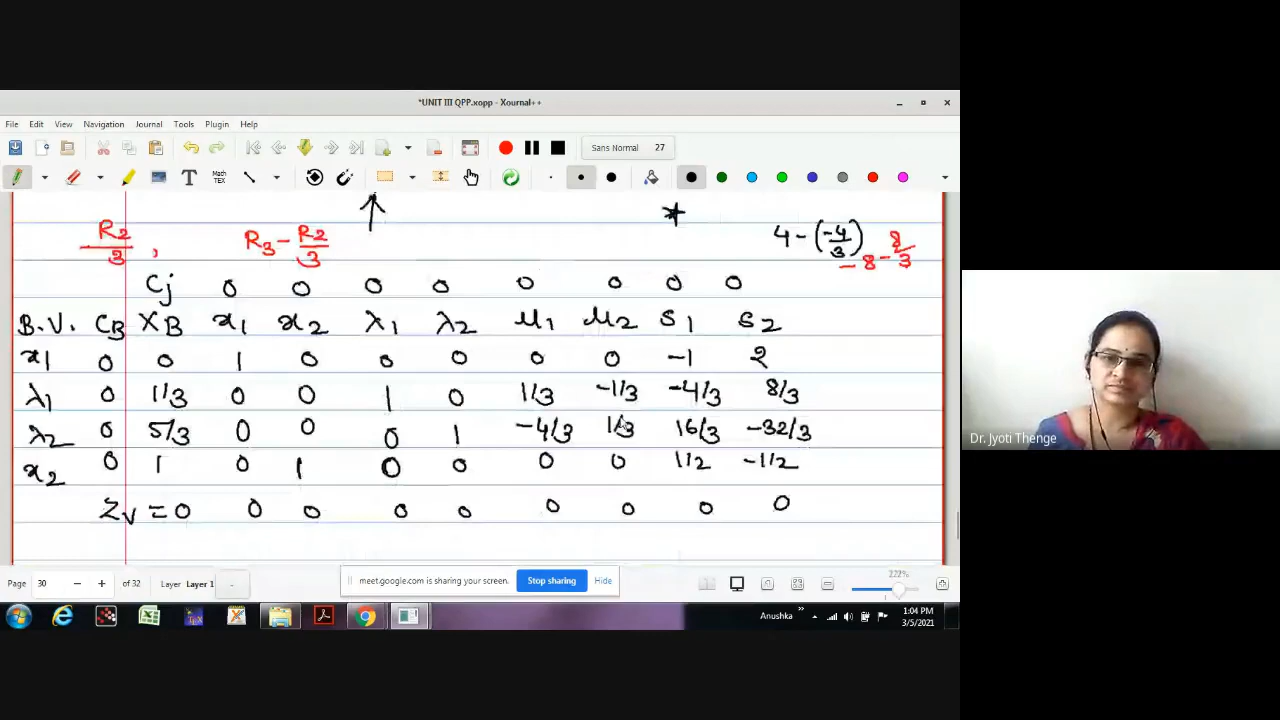 *UNIT III QPP.xopp - Xournal++
File Edit View Navigation Journal Tools Plugin Help
T MATH TEX Sans Normal 27
- R2/3 , R3 - R2/3 4 - (-4/3) - 8 - 8/3
Cj 0 0 0 0 0 0 0 0
B.V. CB XB x1 x2 λ1 λ2 μ1 μ2 s1 s2
x1 0 0 1 0 0 0 0 0 -1 2
λ1 0 1/3 0 0 1 0 1/3 -1/3 -4/3 8/3
λ2 0 5/3 0 0 0 1 -4/3 1/3 16/3 -32/3
x2 0 1 0 1 0 0 0 0 1/2 -1/2
Zv = 0 0 0 0 0 0 0 0 0
Dr. Jyoti Thenge
Page 30 of 32 Layer Layer 1 222%
meet.google.com is sharing your screen. Stop sharing Hide
Anushka 1:04 PM
3/5/2021